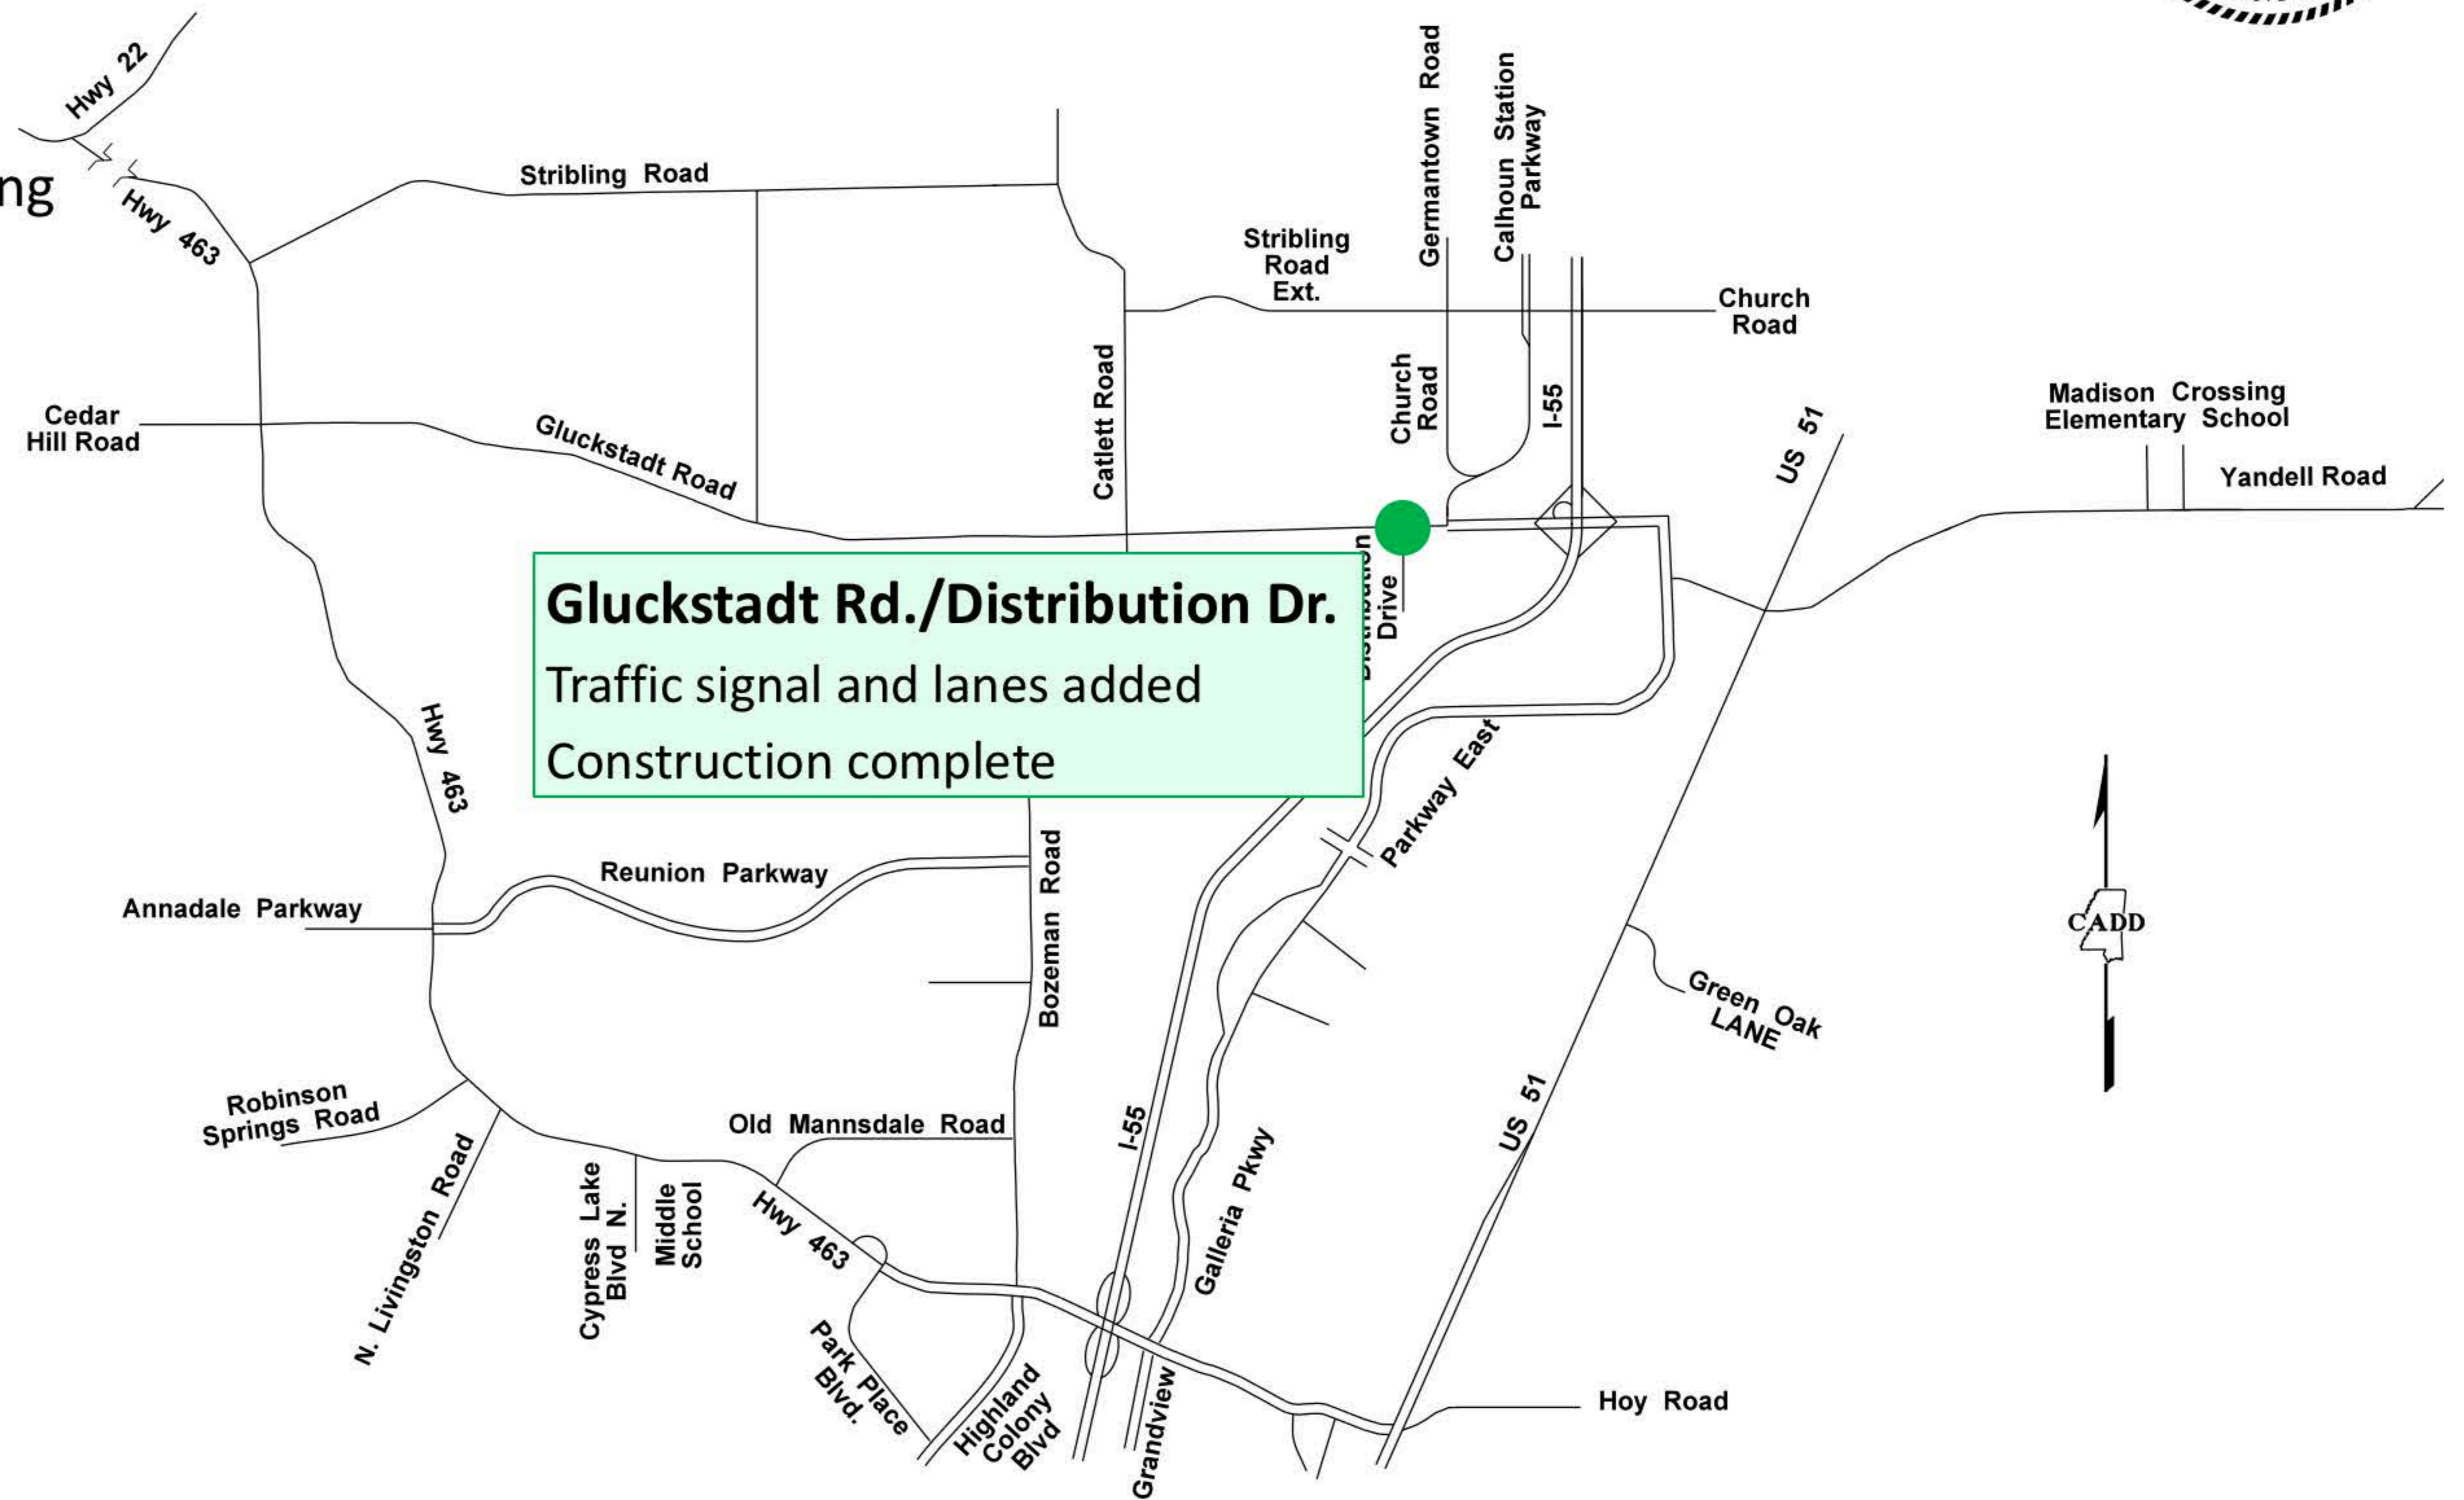 Hwy 22
ng
Hwy 463
Stribling Road
Germantown Road
Calhoun Station
Parkway
Stribling
Road
Ext.
Church
Road
Cedar
Hill Road
Gluckstadt Road
Catlett Road
Church
Road
I-55
US 51
Madison Crossing
Elementary School
Yandell Road
Distribution
Drive
Gluckstadt Rd./Distribution Dr.
Traffic signal and lanes added
Construction complete
Hwy 463
Parkway East
Reunion Parkway
Annadale Parkway
Bozeman Road
CADD
Green Oak
LANE
Robinson
Springs Road
Old Mannsdale Road
I-55
US 51
N. Livingston Road
Cypress Lake
Blvd N.
Middle
School
Hwy 463
Galleria Pkwy
Park Place
Blvd.
Highland
Colony
Blvd
Grandview
Hoy Road